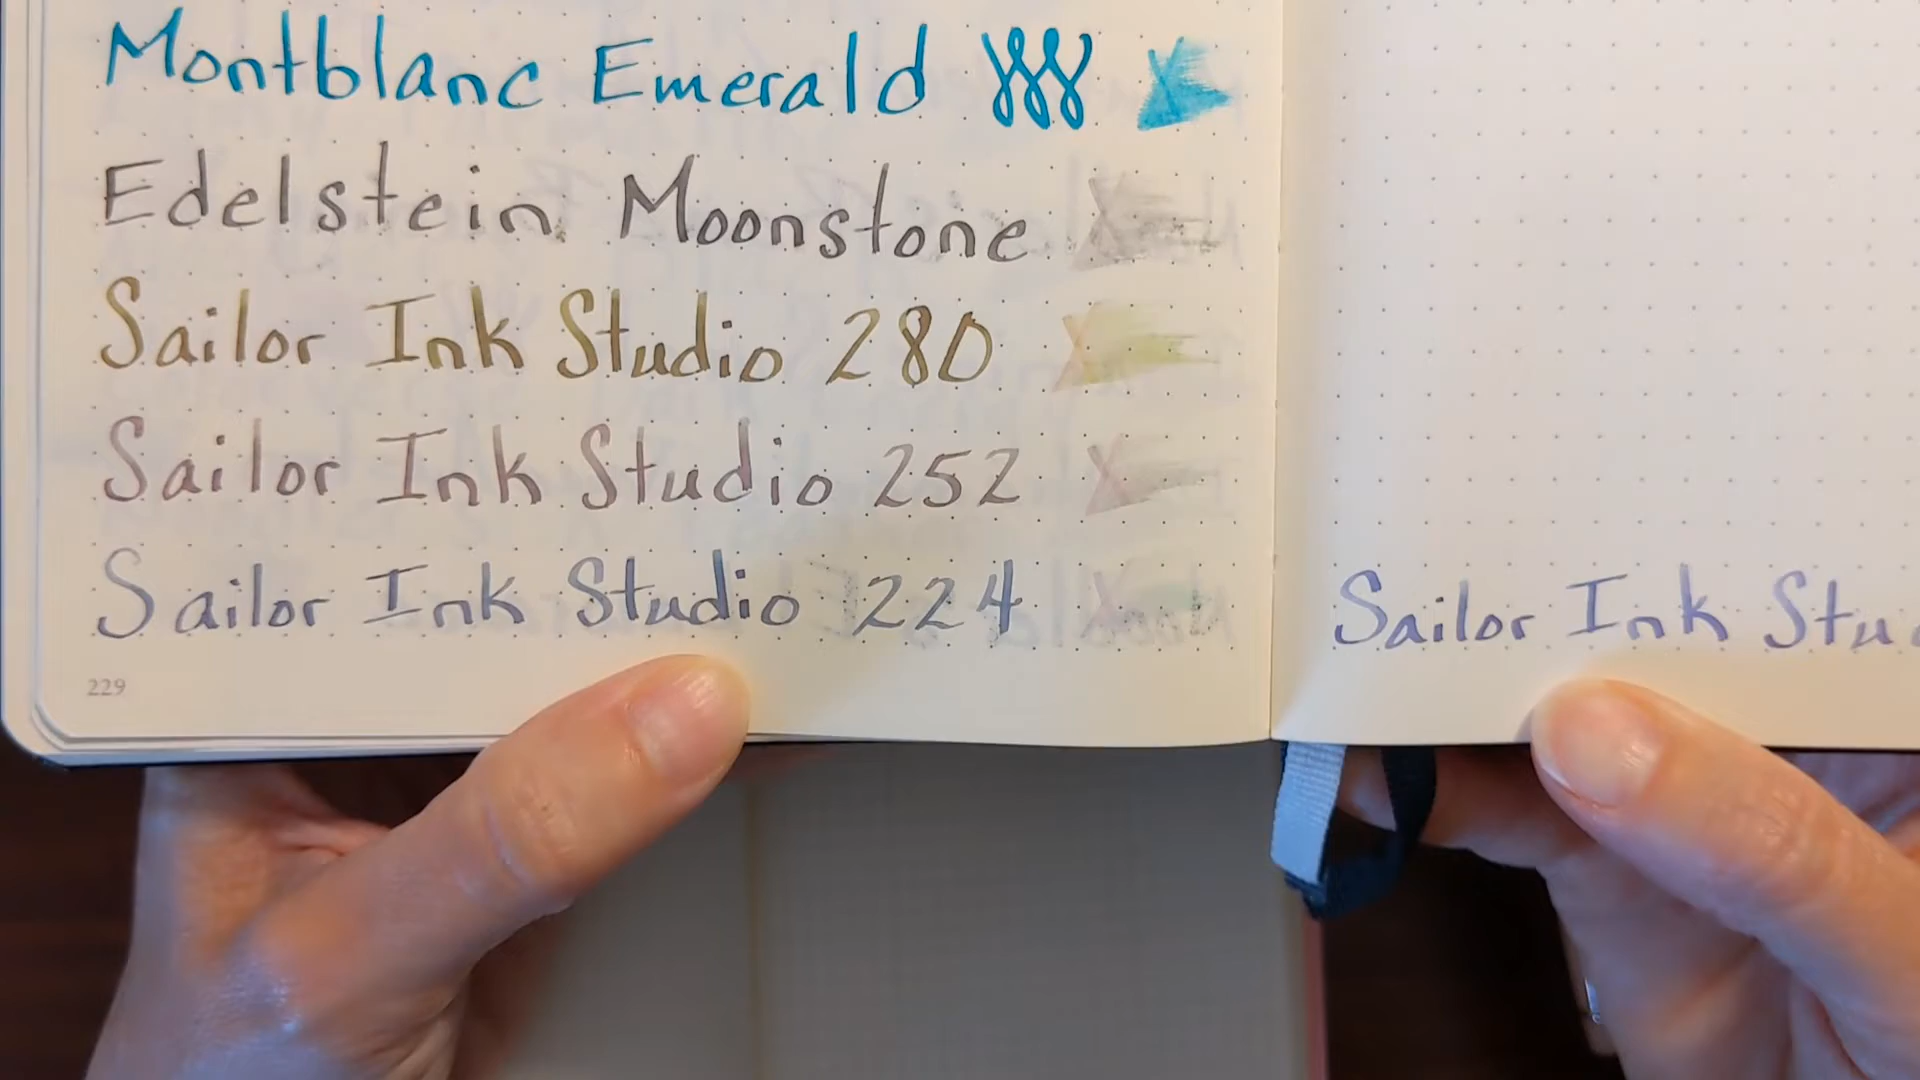 Montblanc Emerald
Edelstein Moonstone
Sailor Ink Studio 280
Sailor Ink Studio 252
Sailor Ink Studio 224
229
Sailor Ink Stu